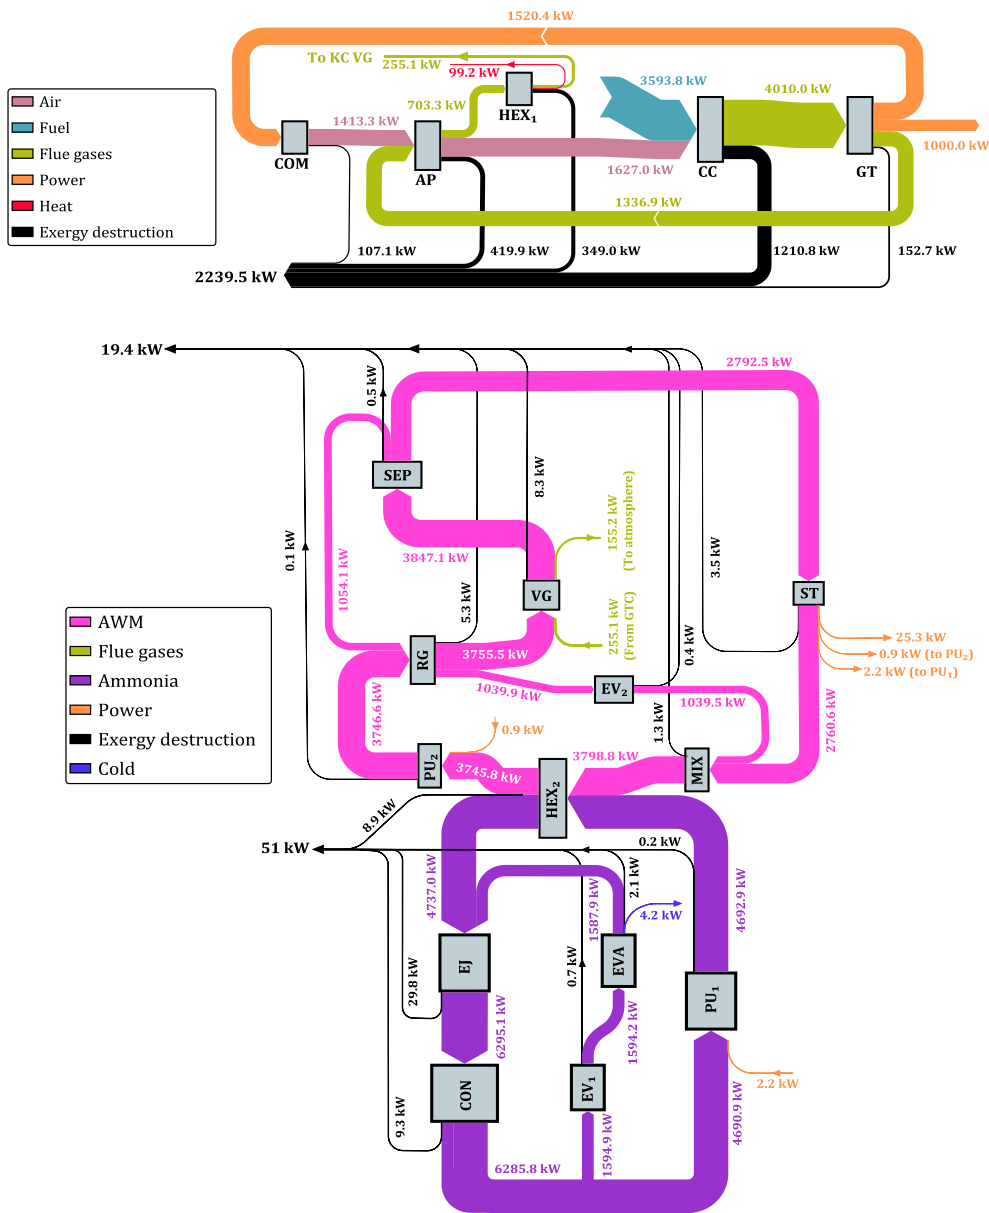 1520.4 kW
To KC VG
255.1 kW
99.2 kW
3593.8 kW
4010.0 kW
Air
Fuel
Flue gases
Power
Heat
Exergy destruction
703.3 kW
HEX₁
1413.3 kW
COM
AP
1627.0 kW
CC
GT
1000.0 kW
1336.9 kW
107.1 kW
419.9 kW
349.0 kW
1210.8 kW
152.7 kW
2239.5 kW
19.4 kW
2792.5 kW
0.5 kW
SEP
8.3 kW
155.2 kW
(To atmosphere)
3847.1 kW
0.1 kW
1054.1 kW
5.3 kW
3.5 kW
VG
ST
255.1 kW
(From GTC)
25.3 kW
0.9 kW (to PU₂)
2.2 kW (to PU₁)
AWM
Flue gases
Ammonia
Power
Exergy destruction
Cold
RG
3755.5 kW
0.4 kW
1039.9 kW
EV₂
1039.5 kW
3746.6 kW
0.9 kW
1.3 kW
2760.6 kW
PU₂
3745.8 kW
HEX₂
3798.8 kW
MIX
8.9 kW
51 kW
0.2 kW
4737.0 kW
1587.9 kW
2.1 kW
4.2 kW
4692.9 kW
EJ
29.8 kW
0.7 kW
EVA
PU₁
6295.1 kW
1594.2 kW
CON
EV₁
2.2 kW
9.3 kW
1594.9 kW
4690.9 kW
6285.8 kW